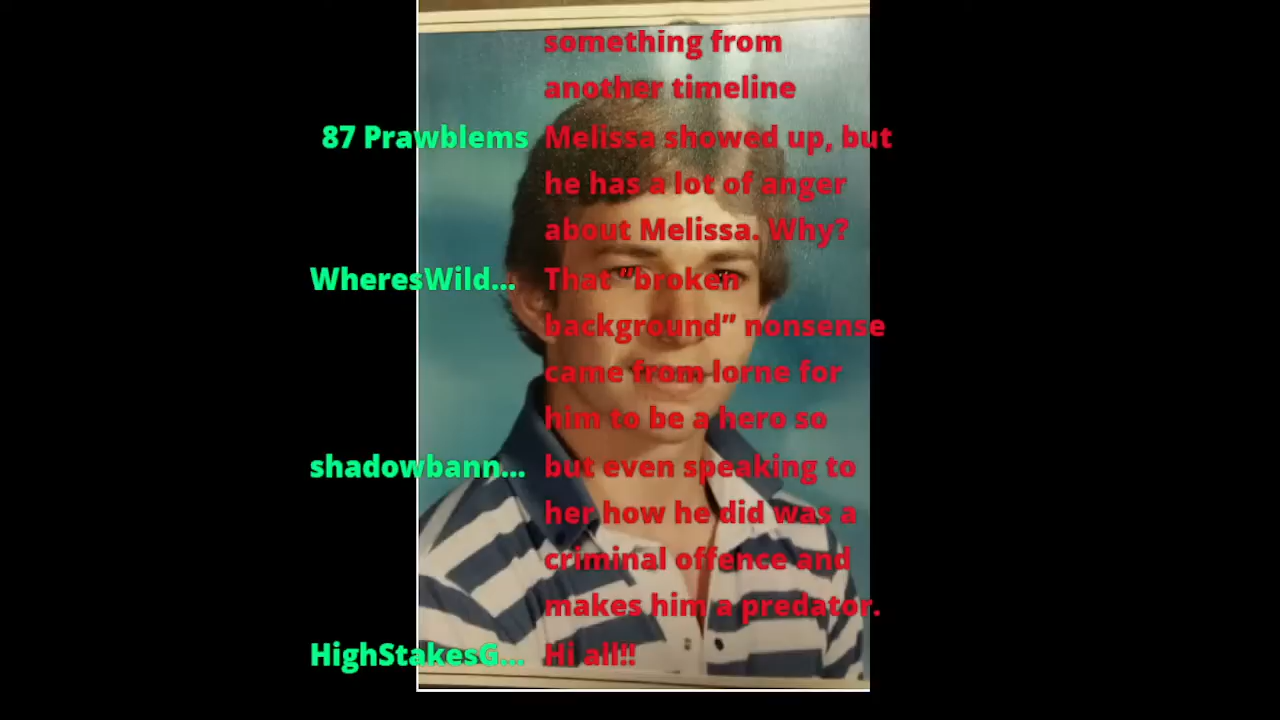 something from
another timeline
87 Prawblems Melissa showed up, but
he has a lot of anger
about Melissa. Why?
WheresWild... That "broken
background" nonsense
came from lorne for
him to be a hero so
shadowbann... but even speaking to
her how he did was a
criminal offence and
makes him a predator.
HighStakesG... Hi all!!